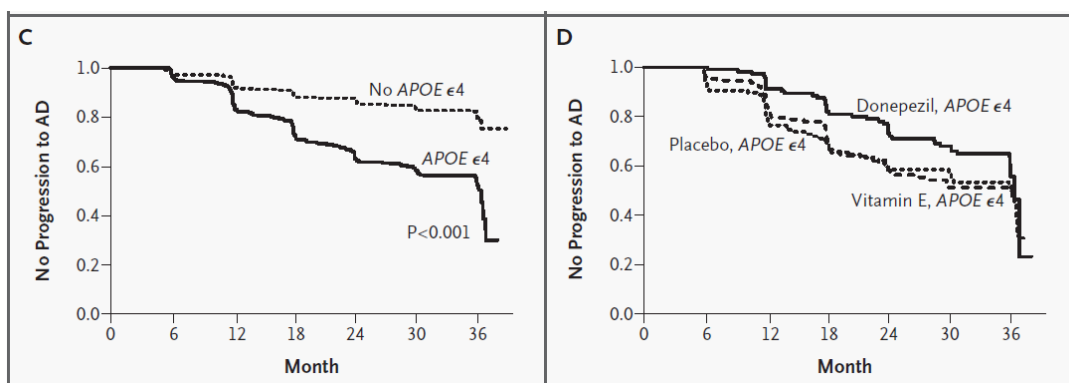 C
No Progression to AD
1.0
0.8
0.6
0.4
0.2
0.0
No APOE ϵ4
APOE ϵ4
P<0.001
0 6 12 18 24 30 36
Month
D
No Progression to AD
1.0
0.8
0.6
0.4
0.2
0.0
Donepezil, APOE ϵ4
Placebo, APOE ϵ4
Vitamin E, APOE ϵ4
0 6 12 18 24 30 36
Month